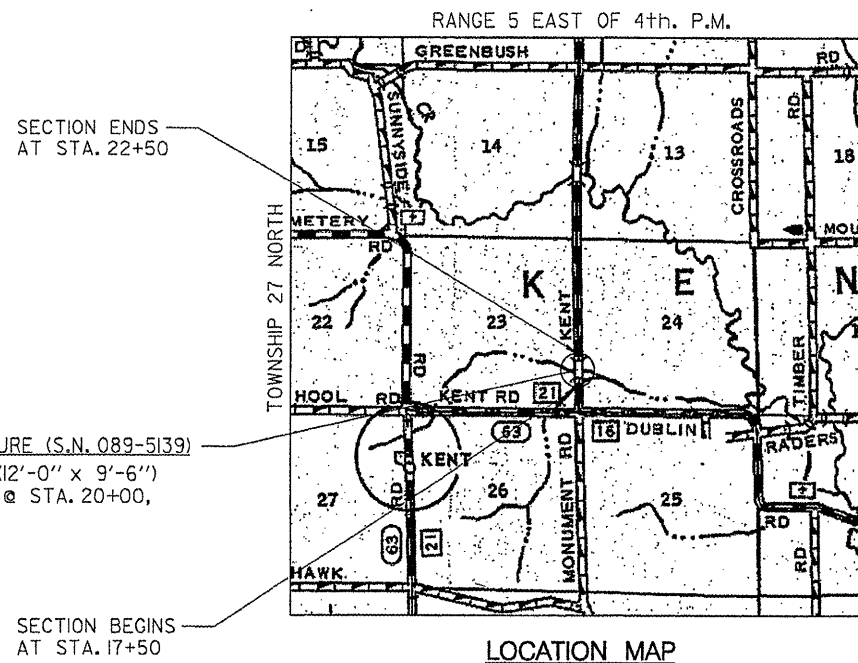 RANGE 5 EAST OF 4th. P.M.
GREENBUSH
RD
SECTION ENDS
AT STA. 22+50
SUNNYSIDE
CR
CROSSROADS
RD
15
14
13
18
TOWNSHIP 27 NORTH
METERY
RD
MOU
K E N
22
23
KENT
24
TIMBER
RD
HOOL RD
KENT RD
21
63
16
DUBLIN
RADERS
URE (S.N. 089-5139)
(12'-0" x 9'-6")
@ STA. 20+00,
KENT
RD
27
26
MONUMENT RD
25
RD
RD
63
21
HAWK
SECTION BEGINS
AT STA. 17+50
LOCATION MAP